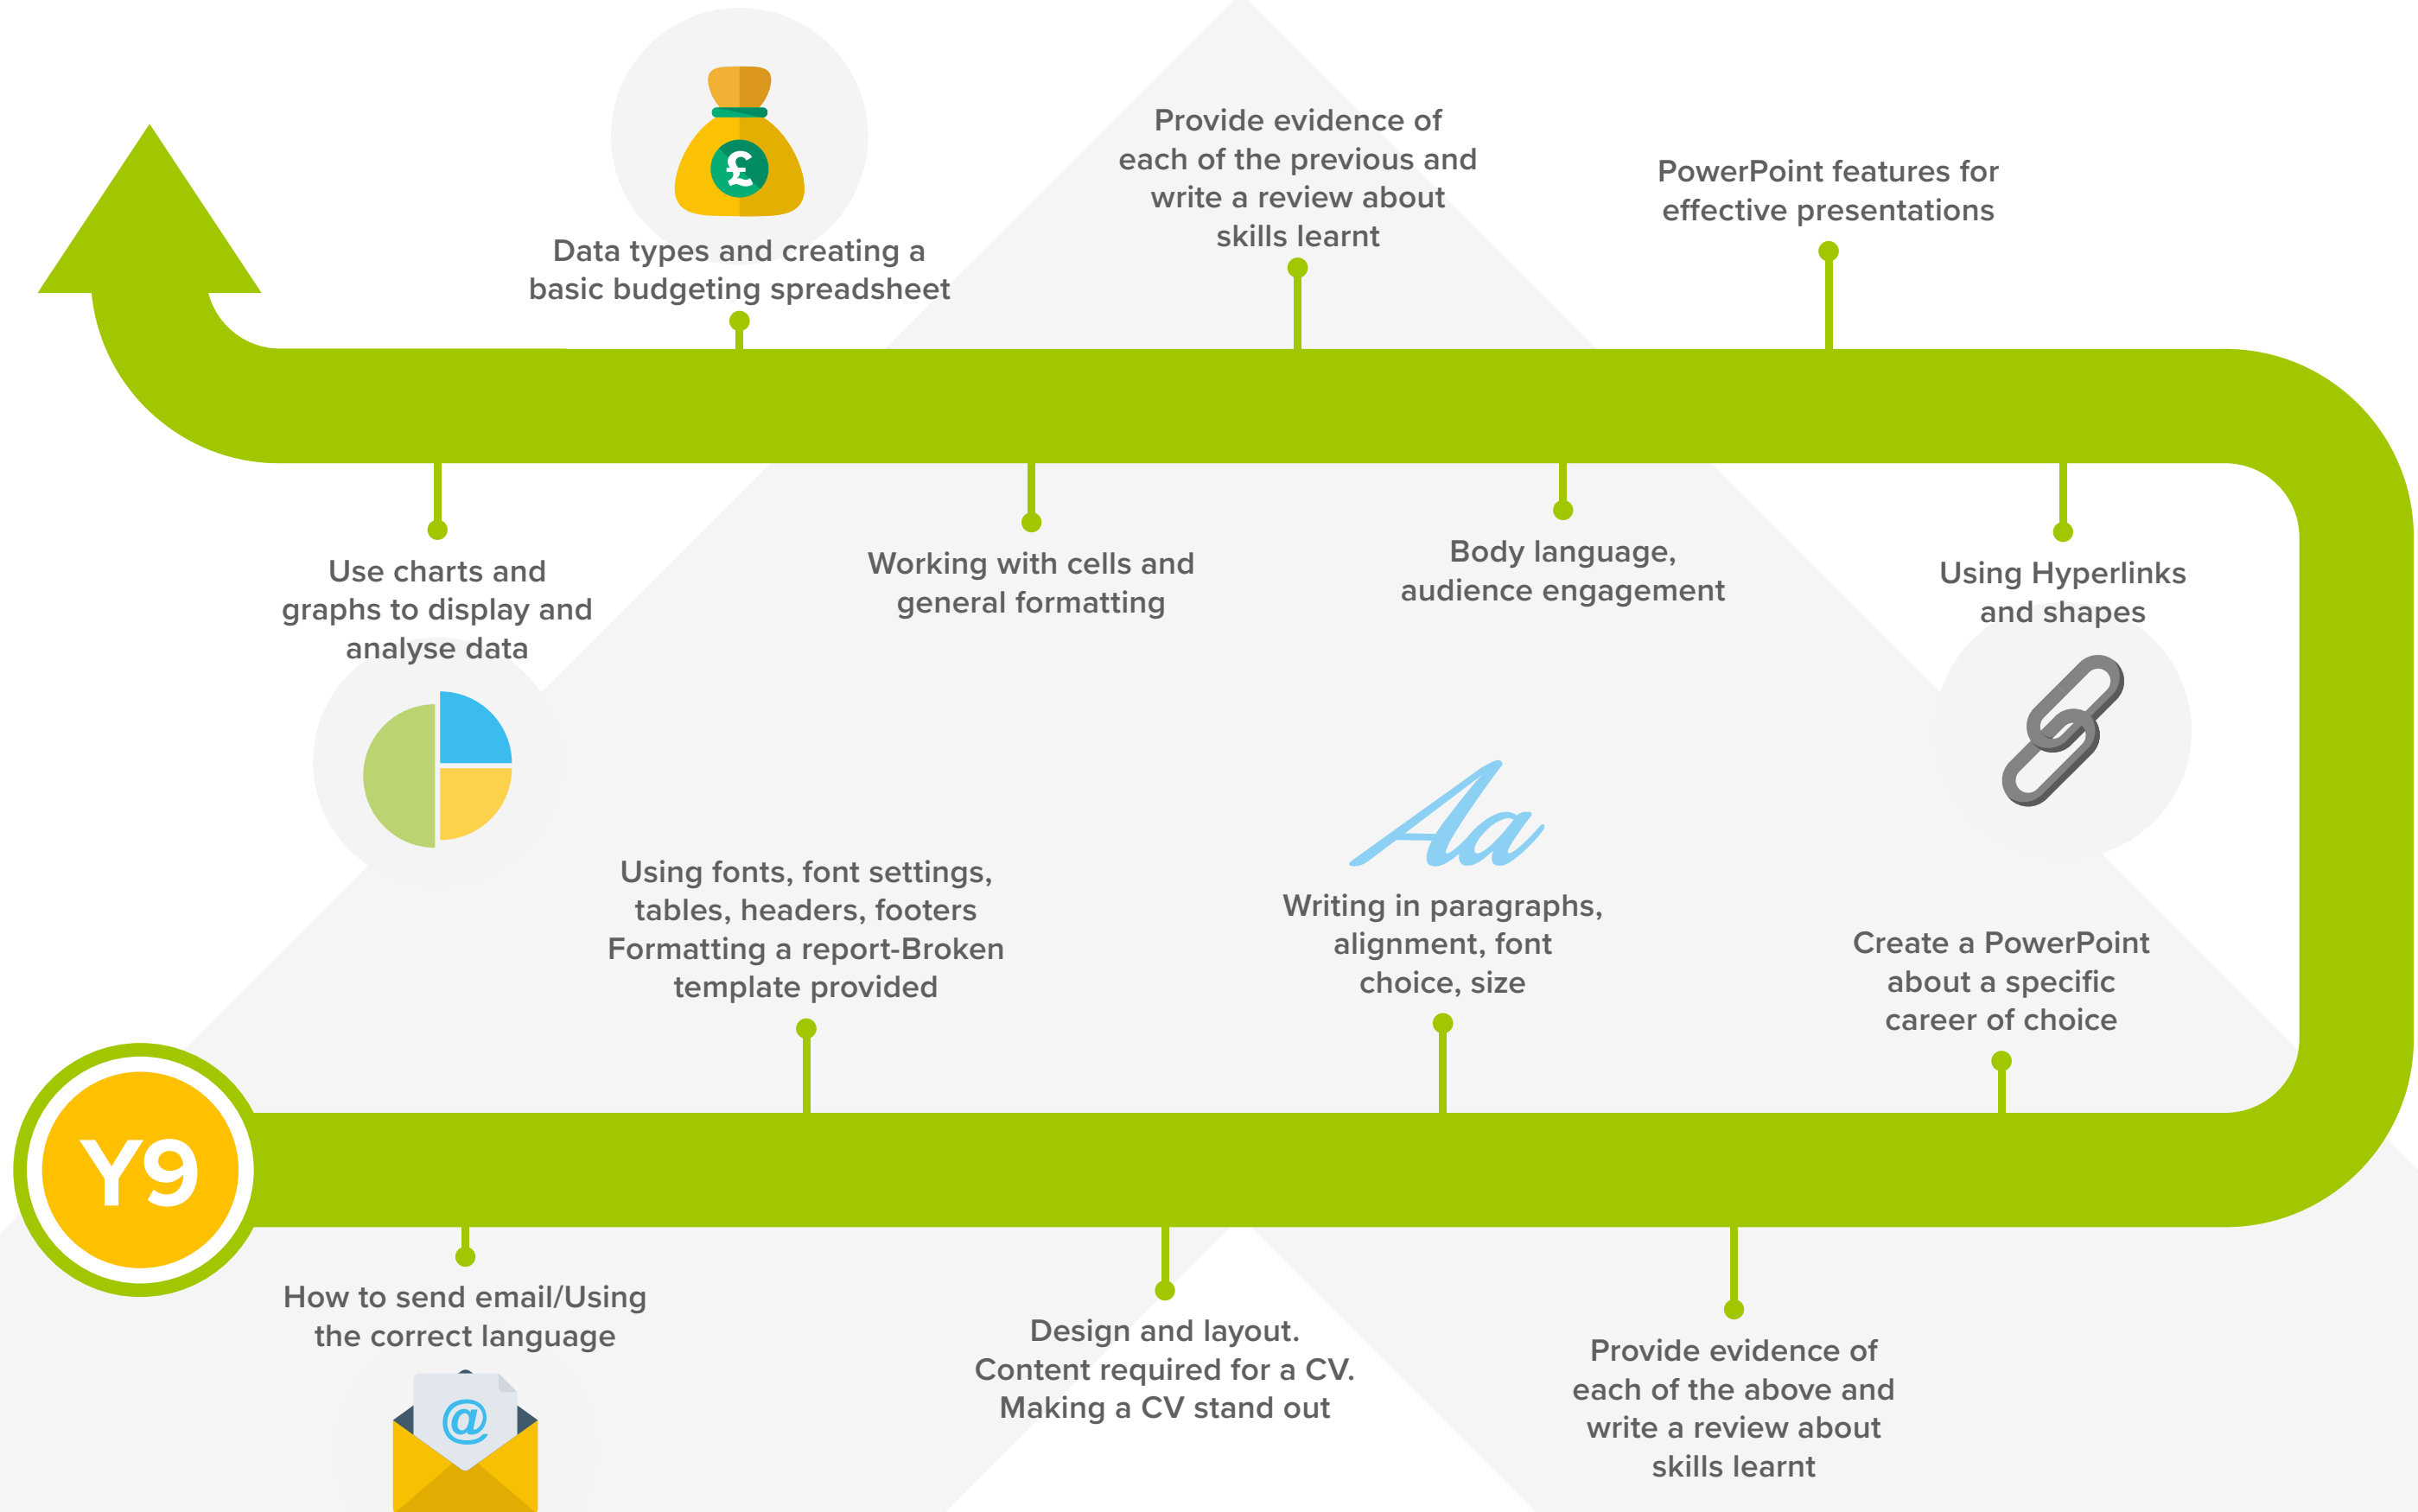 £
Data types and creating a
basic budgeting spreadsheet
Provide evidence of
each of the previous and
write a review about
skills learnt
PowerPoint features for
effective presentations
Use charts and
graphs to display and
analyse data
Working with cells and
general formatting
Body language,
audience engagement
Using Hyperlinks
and shapes
Using fonts, font settings,
tables, headers, footers
Formatting a report-Broken
template provided
Aa
Writing in paragraphs,
alignment, font
choice, size
Create a PowerPoint
about a specific
career of choice
Y9
How to send email/Using
the correct language
@
Design and layout.
Content required for a CV.
Making a CV stand out
Provide evidence of
each of the above and
write a review about
skills learnt